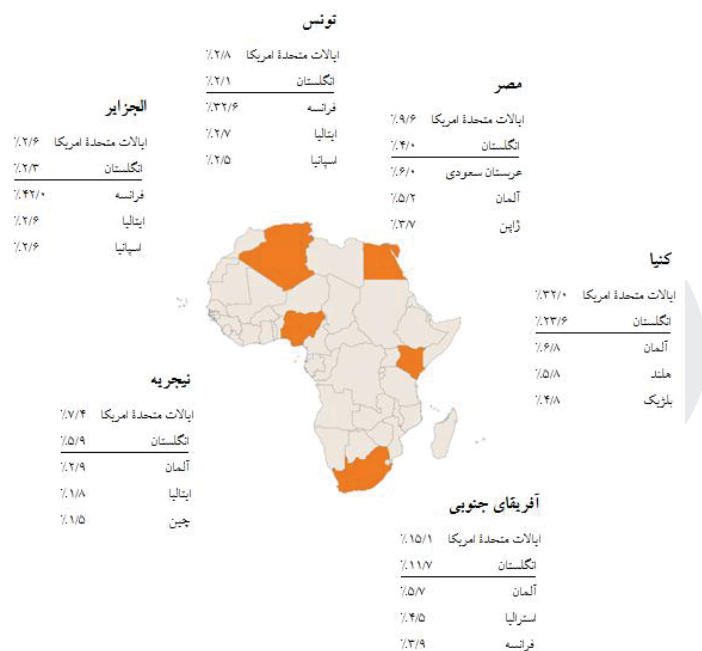 تونس
ایالات متحدهٔ امریکا ٪۲/۸
انگلستان ٪۲/۱
فرانسه ٪۳۲/۶
ایتالیا ٪۲/۷
اسپانیا ٪۲/۵
مصر
ایالات متحدهٔ امریکا ٪۹/۶
انگلستان ٪۴/۰
عربستان سعودی ٪۶/۰
آلمان ٪۵/۲
ژاپن ٪۳/۷
الجزایر
ایالات متحدهٔ امریکا ٪۲/۶
انگلستان ٪۲/۳
فرانسه ٪۴۲/۰
ایتالیا ٪۲/۶
اسپانیا ٪۲/۶
کنیا
ایالات متحدهٔ امریکا ٪۳۲/۰
انگلستان ٪۲۳/۶
آلمان ٪۶/۸
هلند ٪۵/۸
بلژیک ٪۴/۸
نیجریه
ایالات متحدهٔ امریکا ٪۷/۴
انگلستان ٪۵/۹
آلمان ٪۲/۹
ایتالیا ٪۱/۸
چین ٪۱/۵
آفریقای جنوبی
ایالات متحدهٔ امریکا ٪۱۵/۱
انگلستان ٪۱۱/۷
آلمان ٪۵/۷
استرالیا ٪۴/۵
فرانسه ٪۳/۹